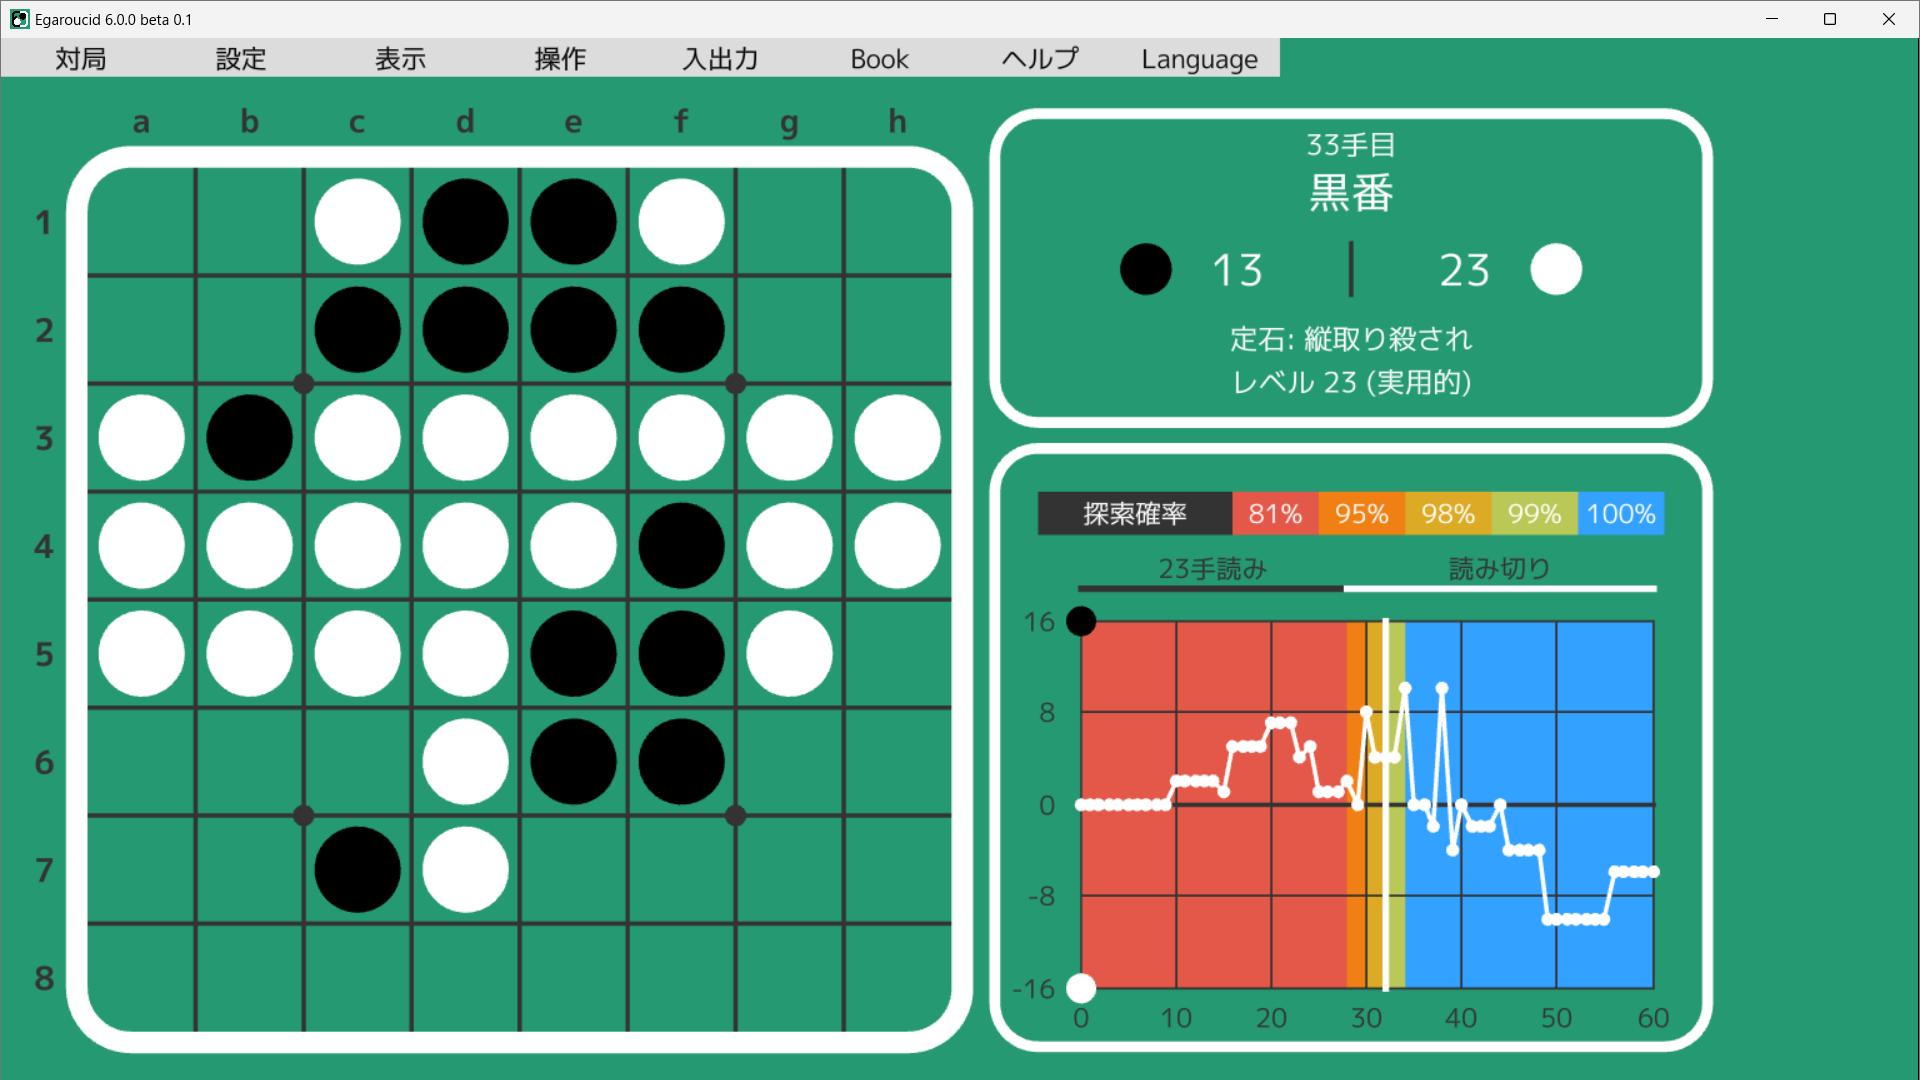 Egaroucid 6.0.0 beta 0.1
対局 設定 表示 操作 入出力 Book ヘルプ Language
a b c d e f g h
1
2
3
4
5
6
7
8
33手目
黒番
13 23
定石: 縦取り殺され
レベル 23 (実用的)
探索確率 81% 95% 98% 99% 100%
23手読み 読み切り
16
8
0
-8
-16
0 10 20 30 40 50 60